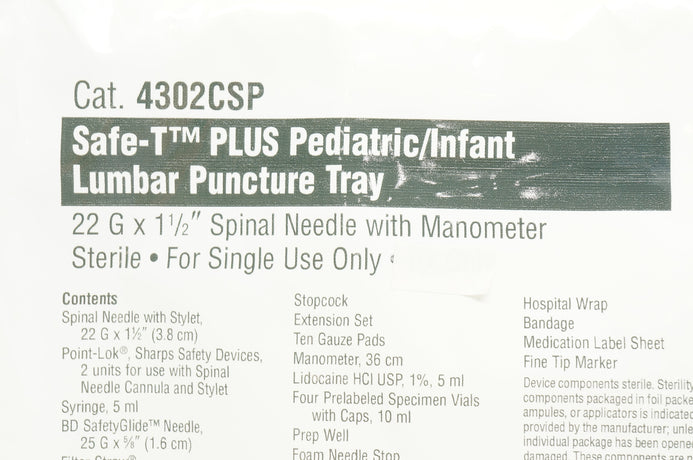 Cat. 4302CSP
Safe-T™ PLUS Pediatric/Infant
Lumbar Puncture Tray
22 G x 1½″ Spinal Needle with Manometer
Sterile • For Single Use Only
Contents
Spinal Needle with Stylet,
22 G x 1½″ (3.8 cm)
Point-Lok®, Sharps Safety Devices,
2 units for use with Spinal
Needle Cannula and Stylet
Syringe, 5 ml
BD SafetyGlide™ Needle,
25 G x ⅝″ (1.6 cm)
Filter Straw®
Stopcock
Extension Set
Ten Gauze Pads
Manometer, 36 cm
Lidocaine HCl USP, 1%, 5 ml
Four Prelabeled Specimen Vials
with Caps, 10 ml
Prep Well
Foam Needle Stop
Hospital Wrap
Bandage
Medication Label Sheet
Fine Tip Marker
Device components sterile. Sterility
components packaged in foil packe
ampules, or applicators is indicated
provided by the manufacturer; unle
individual package has been opene
damaged. These components are n